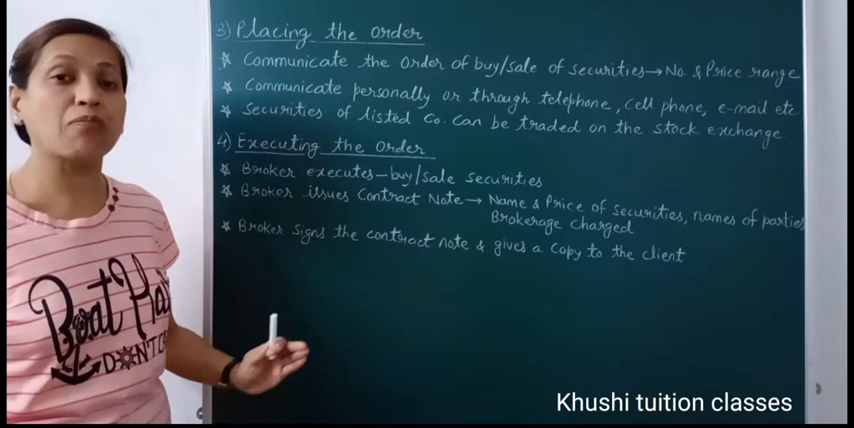 3) Placing the order
☆ Communicate the order of buy/sale of securities → No. & Price range
☆ Communicate personally or through telephone, cell phone, e-mail etc
☆ Securities of listed Co. can be traded on the stock exchange
4) Executing the order
☆ Broker executes – buy/sale securities
☆ Broker issues Contract Note → Name & Price of securities, names of parties
Brokerage charged
☆ Broker signs the contract note & gives a copy to the client
Boat
DON'T C
Khushi tuition classes